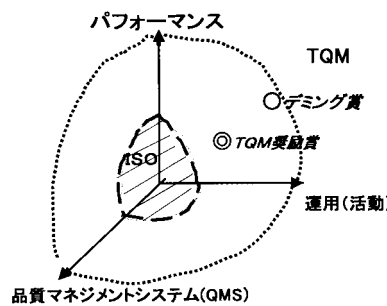 パフォーマンス
TQM
デミング賞
TQM奨励賞
ISO
運用(活動)
品質マネジメントシステム(QMS)